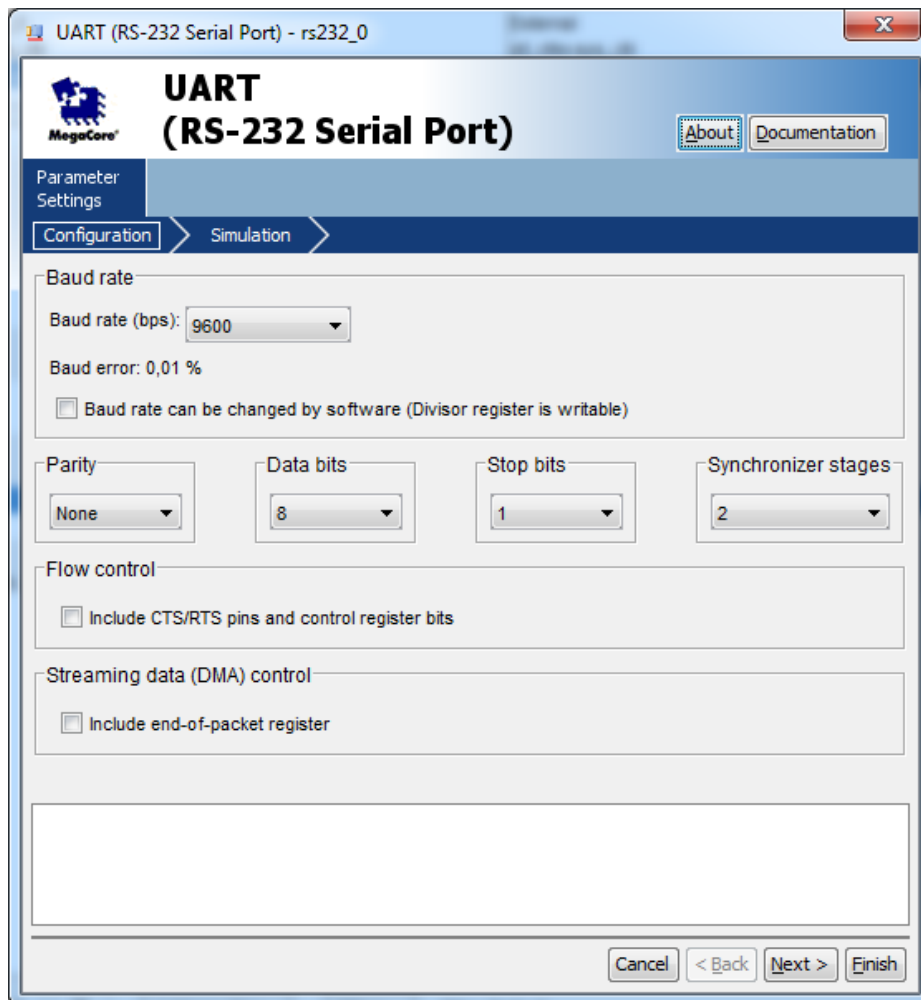 UART (RS-232 Serial Port) - rs232_0
MegaCore®
UART
(RS-232 Serial Port)
About
Documentation
Parameter
Settings
Configuration
Simulation
Baud rate
Baud rate (bps): 9600
Baud error: 0,01 %
Baud rate can be changed by software (Divisor register is writable)
Parity
Data bits
Stop bits
Synchronizer stages
None
8
1
2
Flow control
Include CTS/RTS pins and control register bits
Streaming data (DMA) control
Include end-of-packet register
Cancel
< Back
Next >
Finish